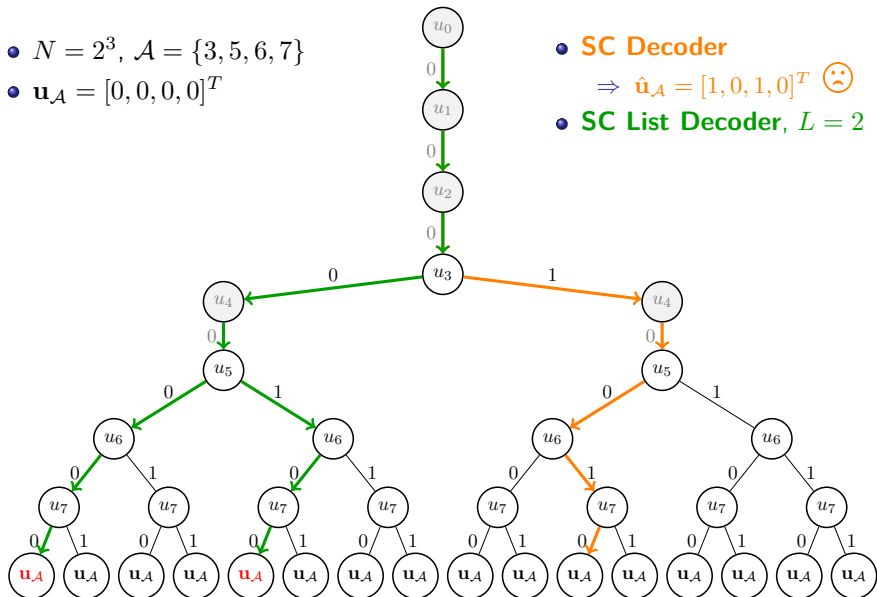 N = 2^3, 𝒜 = {3, 5, 6, 7}
𝐮_𝒜 = [0, 0, 0, 0]^T
SC Decoder
⇒ 𝐮̂_𝒜 = [1, 0, 1, 0]^T
SC List Decoder, L = 2
u_0
0
u_1
0
u_2
0
u_3
0 1
u_4 u_4
0 0
u_5 u_5
0 1 0 1
u_6 u_6 u_6 u_6
0 1 0 0 1 0 1
u_7 u_7 u_7 u_7 u_7 u_7 u_7 u_7
0 1 0 1 0 1 0 1 0 1 0 1 0 1 0 1
𝐮_𝒜 𝐮_𝒜 𝐮_𝒜 𝐮_𝒜 𝐮_𝒜 𝐮_𝒜 𝐮_𝒜 𝐮_𝒜 𝐮_𝒜 𝐮_𝒜 𝐮_𝒜 𝐮_𝒜 𝐮_𝒜 𝐮_𝒜 𝐮_𝒜 𝐮_𝒜